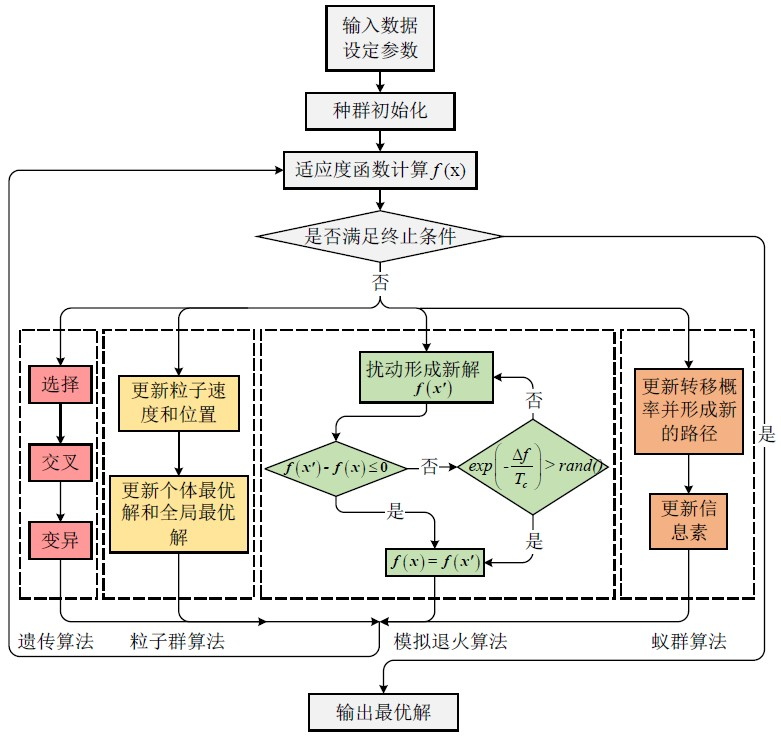 输入数据
设定参数
种群初始化
适应度函数计算 f (x)
是否满足终止条件
否
是
选择
交叉
变异
更新粒子速
度和位置
更新个体最优
解和全局最优
解
扰动形成新解
f(x′)
f(x′)-f(x)≤0
否
exp(-Δf/T_c)>rand()
否
是
是
f(x)=f(x′)
更新转移概
率并形成新
的路径
更新信
息素
遗传算法
粒子群算法
模拟退火算法
蚁群算法
输出最优解